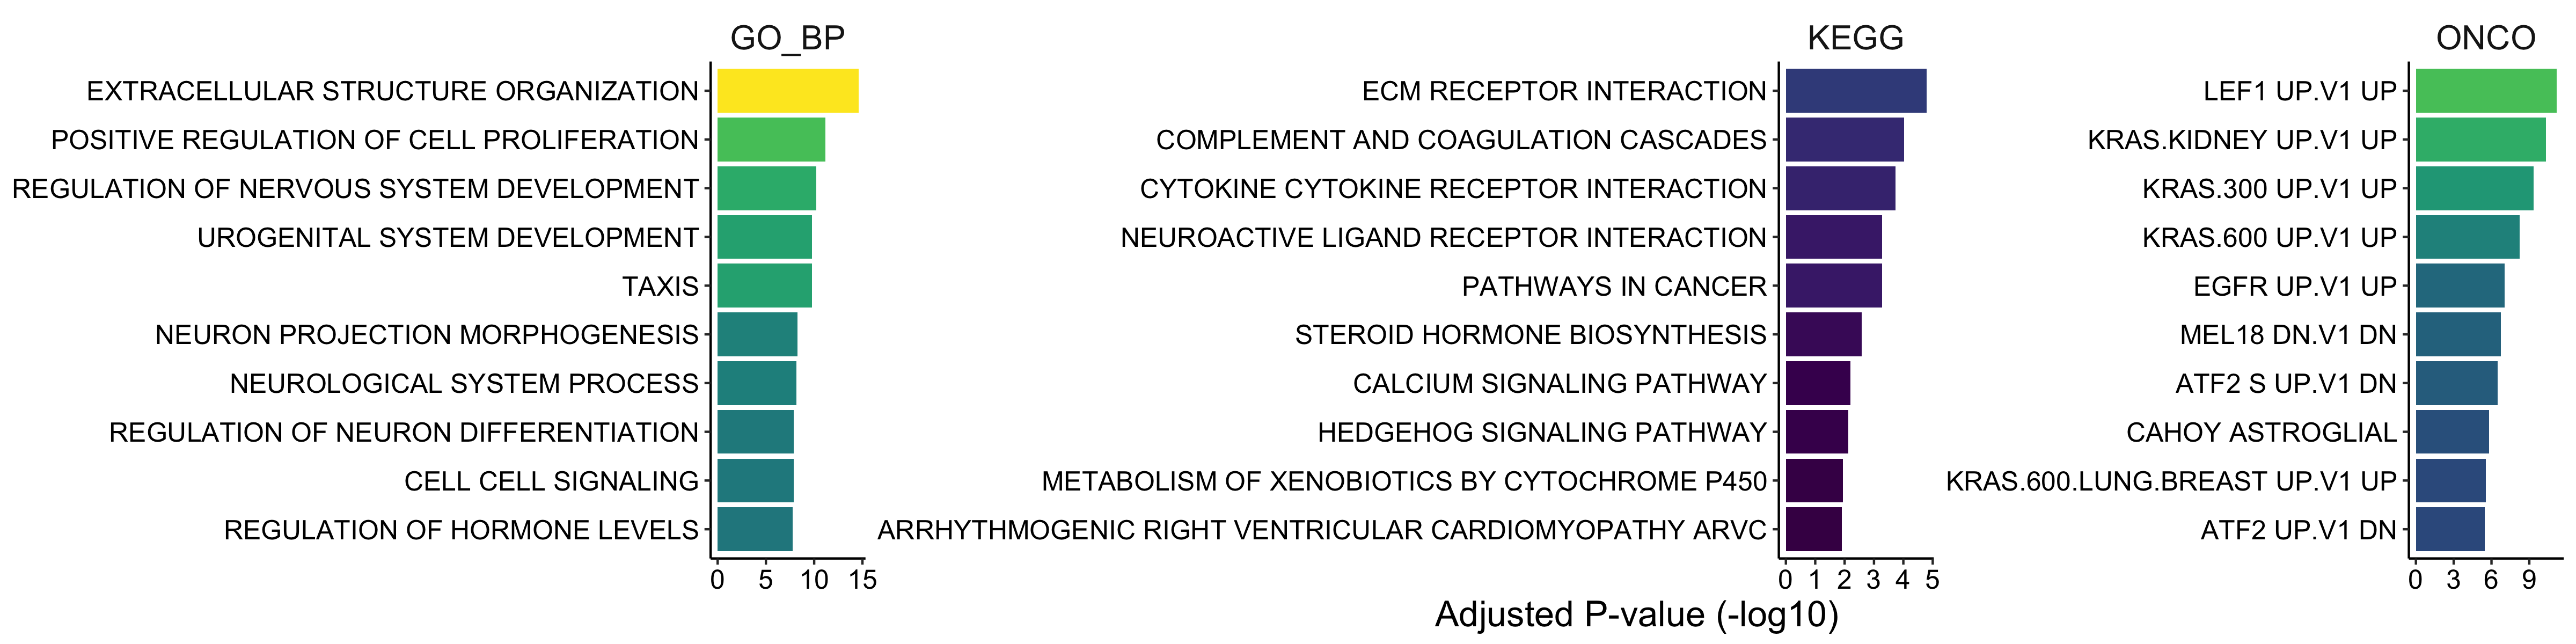 GO_BP
EXTRACELLULAR STRUCTURE ORGANIZATION
POSITIVE REGULATION OF CELL PROLIFERATION
REGULATION OF NERVOUS SYSTEM DEVELOPMENT
UROGENITAL SYSTEM DEVELOPMENT
TAXIS
NEURON PROJECTION MORPHOGENESIS
NEUROLOGICAL SYSTEM PROCESS
REGULATION OF NEURON DIFFERENTIATION
CELL CELL SIGNALING
REGULATION OF HORMONE LEVELS
0 5 10 15
KEGG
ECM RECEPTOR INTERACTION
COMPLEMENT AND COAGULATION CASCADES
CYTOKINE CYTOKINE RECEPTOR INTERACTION
NEUROACTIVE LIGAND RECEPTOR INTERACTION
PATHWAYS IN CANCER
STEROID HORMONE BIOSYNTHESIS
CALCIUM SIGNALING PATHWAY
HEDGEHOG SIGNALING PATHWAY
METABOLISM OF XENOBIOTICS BY CYTOCHROME P450
ARRHYTHMOGENIC RIGHT VENTRICULAR CARDIOMYOPATHY ARVC
0 1 2 3 4 5
ONCO
LEF1 UP.V1 UP
KRAS.KIDNEY UP.V1 UP
KRAS.300 UP.V1 UP
KRAS.600 UP.V1 UP
EGFR UP.V1 UP
MEL18 DN.V1 DN
ATF2 S UP.V1 DN
CAHOY ASTROGLIAL
KRAS.600.LUNG.BREAST UP.V1 UP
ATF2 UP.V1 DN
0 3 6 9
Adjusted P-value (-log10)